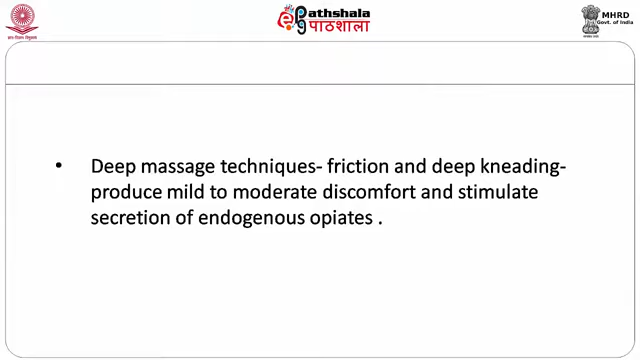 Pathshala
पाठशाला
MHRD
Govt. of India
• Deep massage techniques- friction and deep kneading-
produce mild to moderate discomfort and stimulate
secretion of endogenous opiates .